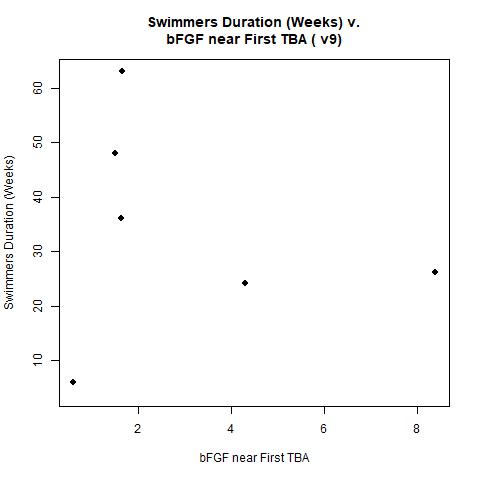 Swimmers Duration (Weeks) v.
bFGF near First TBA ( v9)
Swimmers Duration (Weeks)
60
50
40
30
20
10
2 4 6 8
bFGF near First TBA